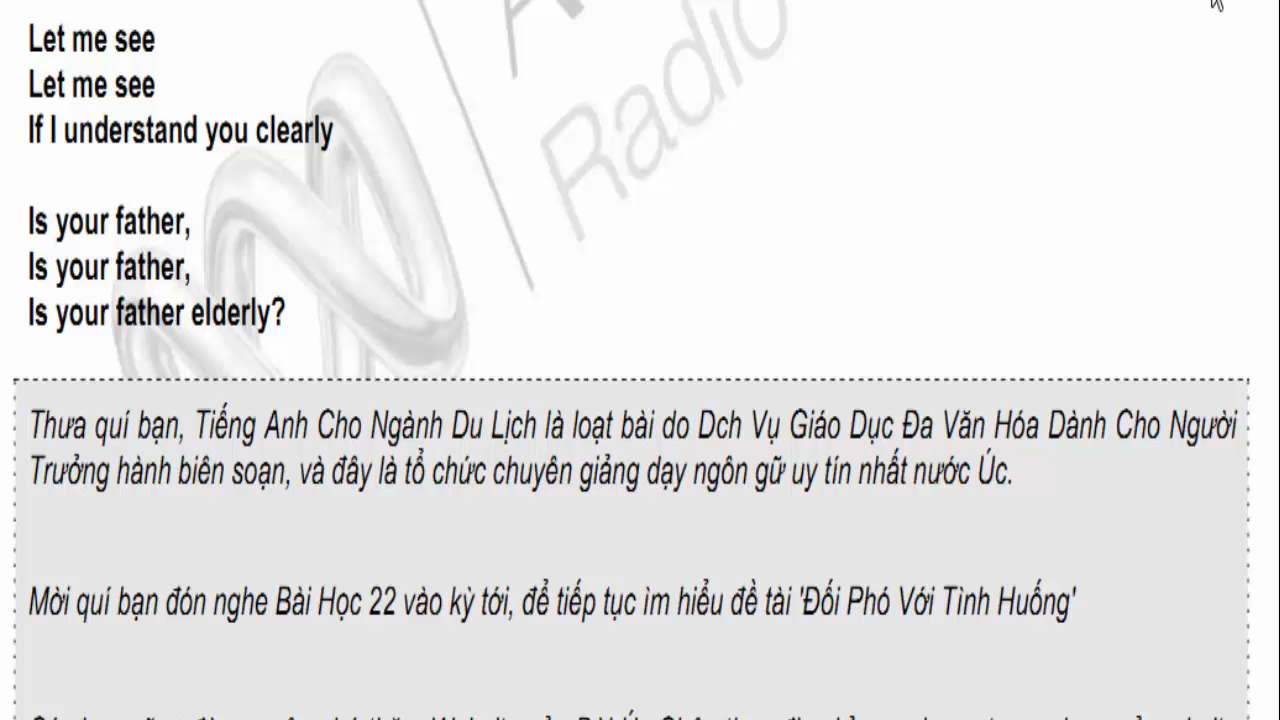 Radio
Let me see
Let me see
If I understand you clearly
Is your father,
Is your father,
Is your father elderly?
Thưa quí bạn, Tiếng Anh Cho Ngành Du Lịch là loạt bài do Dch Vụ Giáo Dục Đa Văn Hóa Dành Cho Người
Trưởng hành biên soạn, và đây là tổ chức chuyên giảng dạy ngôn gữ uy tín nhất nước Úc.
Mời quí bạn đón nghe Bài Học 22 vào kỳ tới, để tiếp tục ìm hiểu đề tài 'Đối Phó Với Tình Huống'